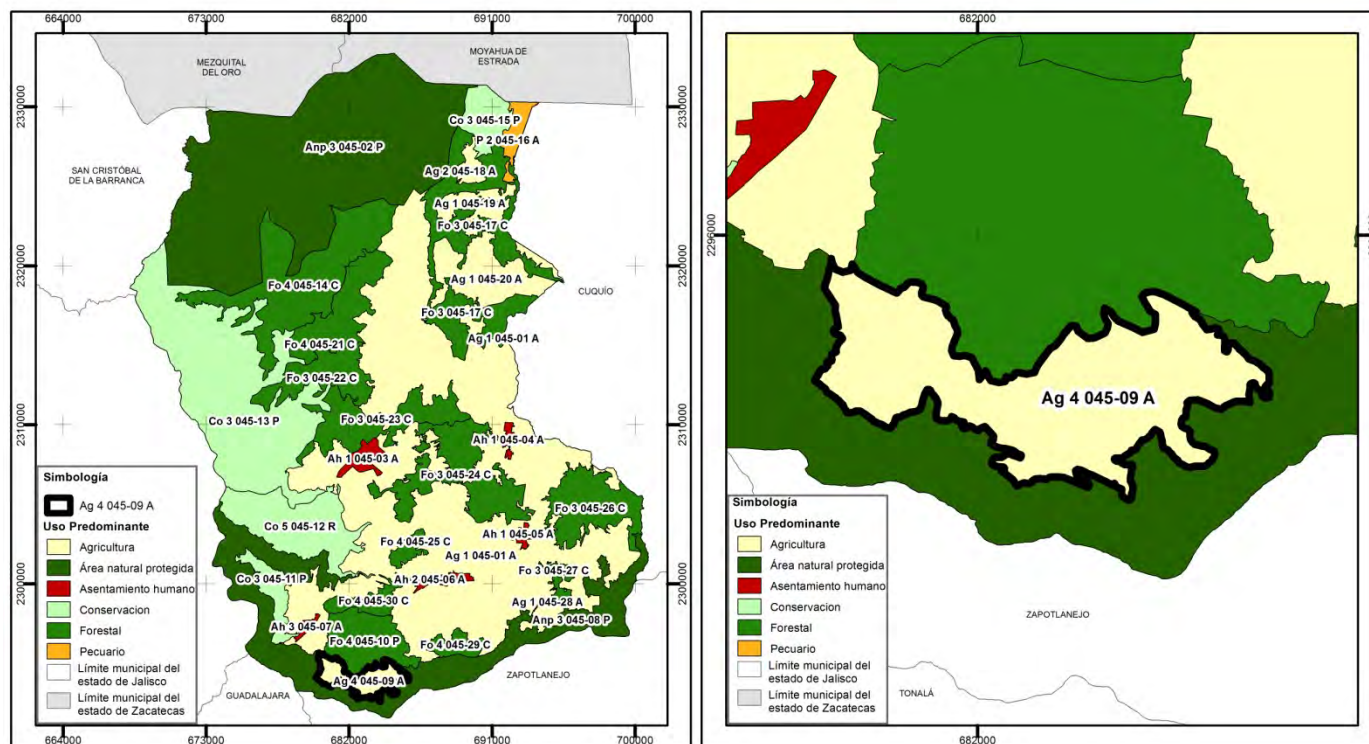 664000
673000
682000
691000
700000
MEZQUITAL
DEL ORO
MOYAHUA DE
ESTRADA
2330000
2330000
Co 3 045-15 P
P 2 045-16 A
Anp 3 045-02 P
SAN CRISTÓBAL
DE LA BARRANCA
Ag 2 045-18 A
Ag 1 045-19 A
Fo 3 045-17 C
2320000
2320000
Fo 4 045-14 C
Ag 1 045-20 A
CUQUÍO
Fo 3 045-17 C
Ag 1 045-01 A
Fo 4 045-21 C
Fo 3 045-22 C
2310000
2310000
Co 3 045-13 P
Fo 3 045-23 C
Ah 1 045-04 A
Ah 1 045-03 A
Fo 3 045-24 C
Fo 3 045-26 C
Co 5 045-12 R
Ah 1 045-05 A
Fo 4 045-25 C
Ag 1 045-01 A
2300000
2300000
Co 3 045-11 P
Ah 2 045-06 A
Fo 3 045-27 C
Fo 4 045-30 C
Ag 1 045-28 A
Anp 3 045-08 P
Ah 3 045-07 A
Fo 4 045-10 P
Fo 4 045-29 C
Ag 4 045-09 A
ZAPOTLANEJO
GUADALAJARA
Simbología
Ag 4 045-09 A
Uso Predominante
Agricultura
Área natural protegida
Asentamiento humano
Conservacion
Forestal
Pecuario
Límite municipal del
estado de Jalisco
Límite municipal del
estado de Zacatecas
664000
673000
682000
691000
700000
682000
2296000
2296000
Ag 4 045-09 A
ZAPOTLANEJO
TONALÁ
Simbología
Uso Predominante
Agricultura
Área natural protegida
Asentamiento humano
Conservacion
Forestal
Pecuario
Límite municipal del
estado de Jalisco
Límite municipal del
estado de Zacatecas
682000